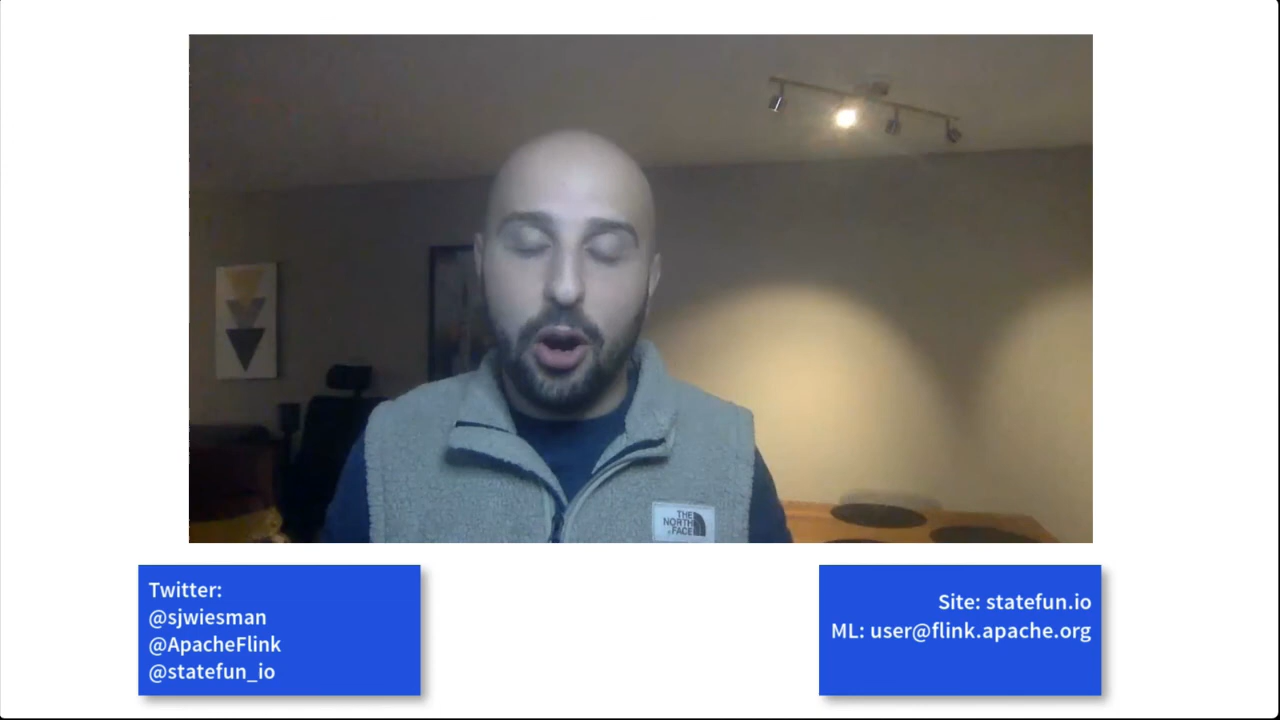 THE
NORTH
FACE
Twitter:
@sjwiesman
@ApacheFlink
@statefun_io
Site: statefun.io
ML: user@flink.apache.org